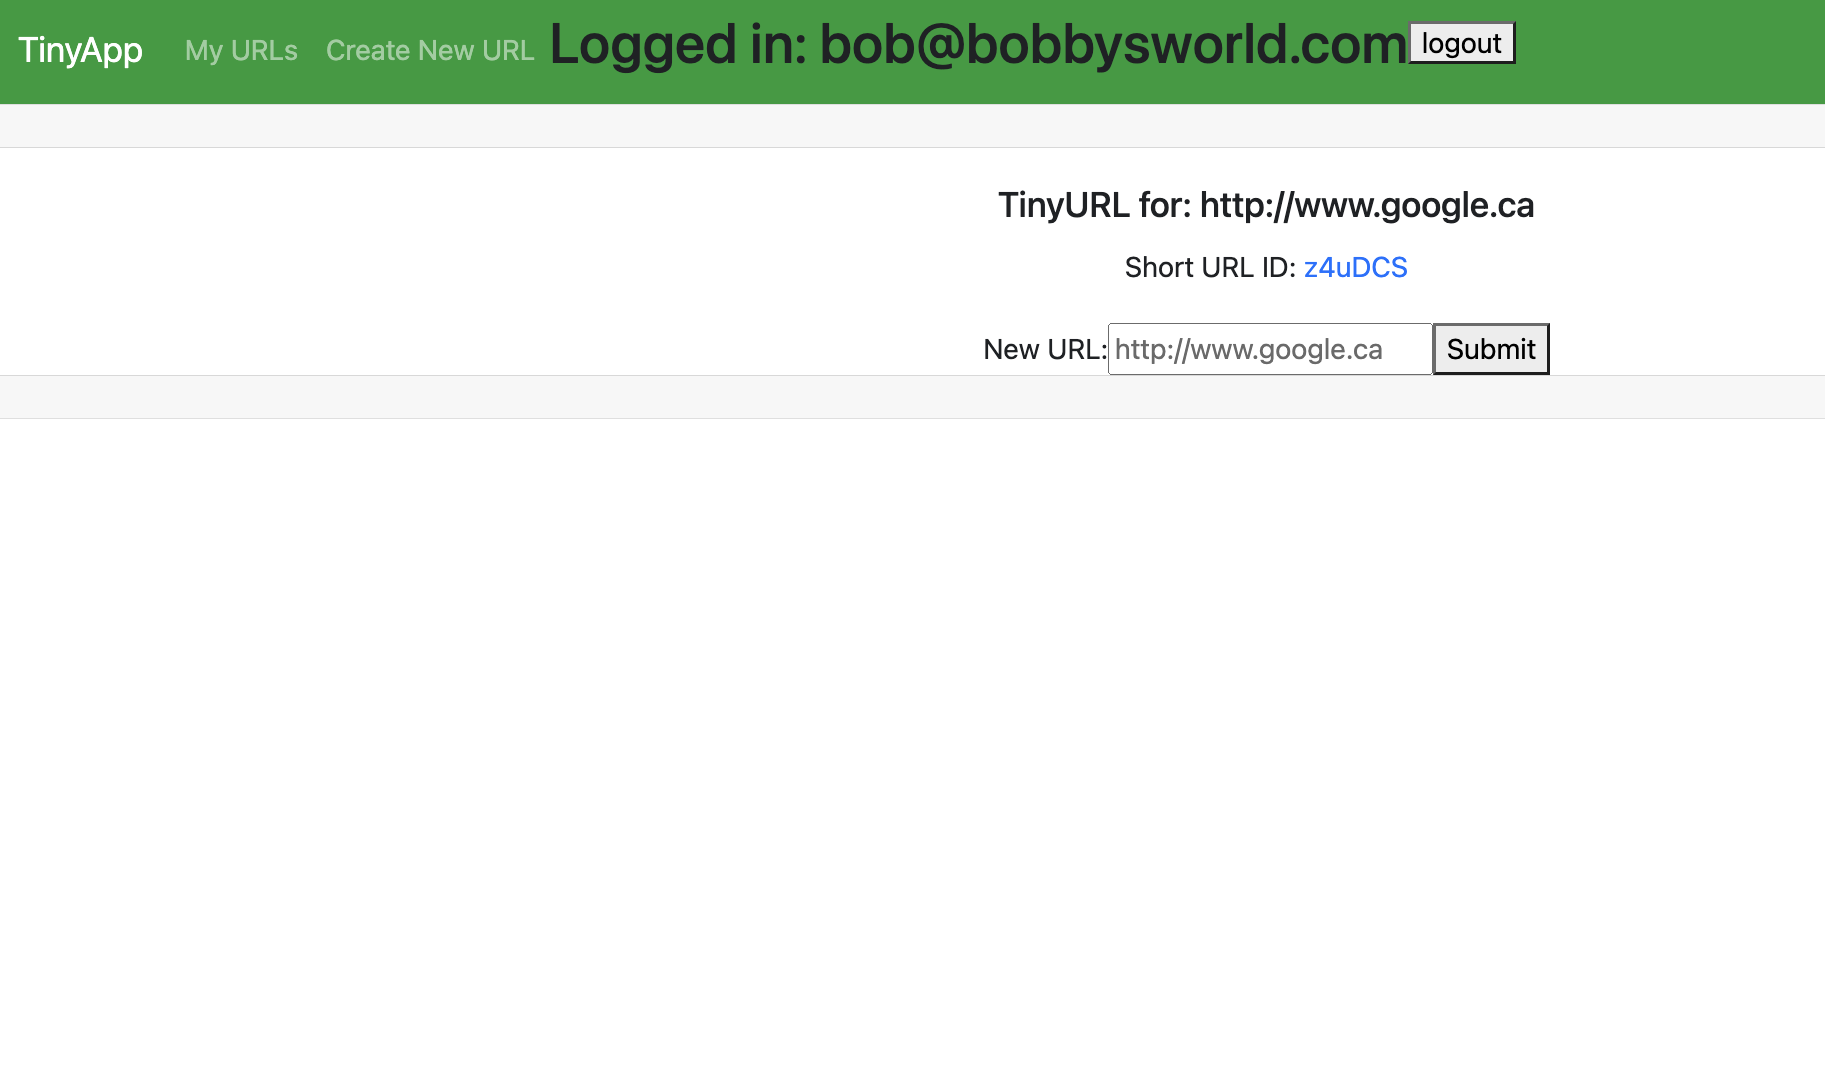 TinyApp My URLs Create New URL Logged in: bob@bobbysworld.com logout
TinyURL for: http://www.google.ca
Short URL ID: z4uDCS
New URL: http://www.google.ca Submit